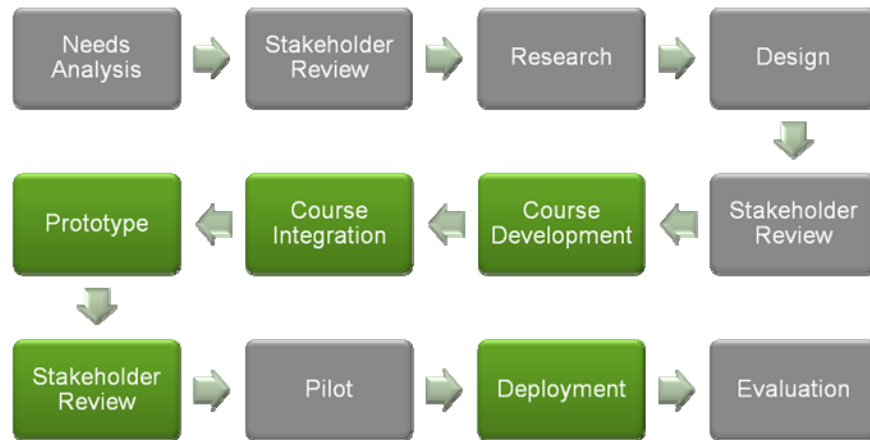 Needs
Analysis
Stakeholder
Review
Research
Design
Stakeholder
Review
Course
Development
Course
Integration
Prototype
Stakeholder
Review
Pilot
Deployment
Evaluation